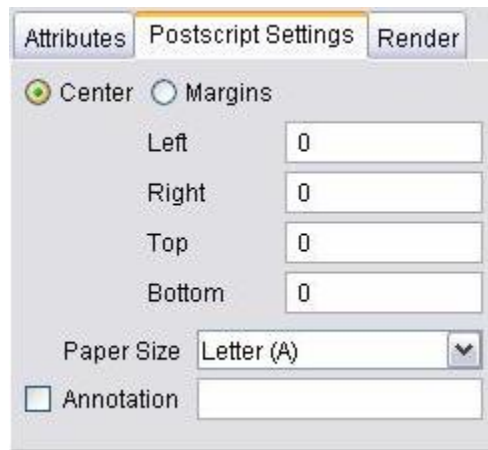 Attributes Postscript Settings Render
Center Margins
Left 0
Right 0
Top 0
Bottom 0
Paper Size Letter (A)
Annotation